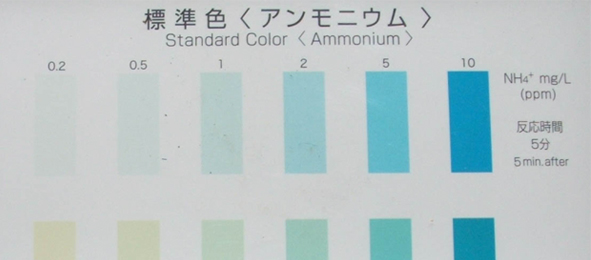 標準色〈アンモニウム〉
Standard Color〈Ammonium〉
0.2 0.5 1 2 5 10
NH₄⁺ mg/L
(ppm)
反応時間
5分
5 min.after